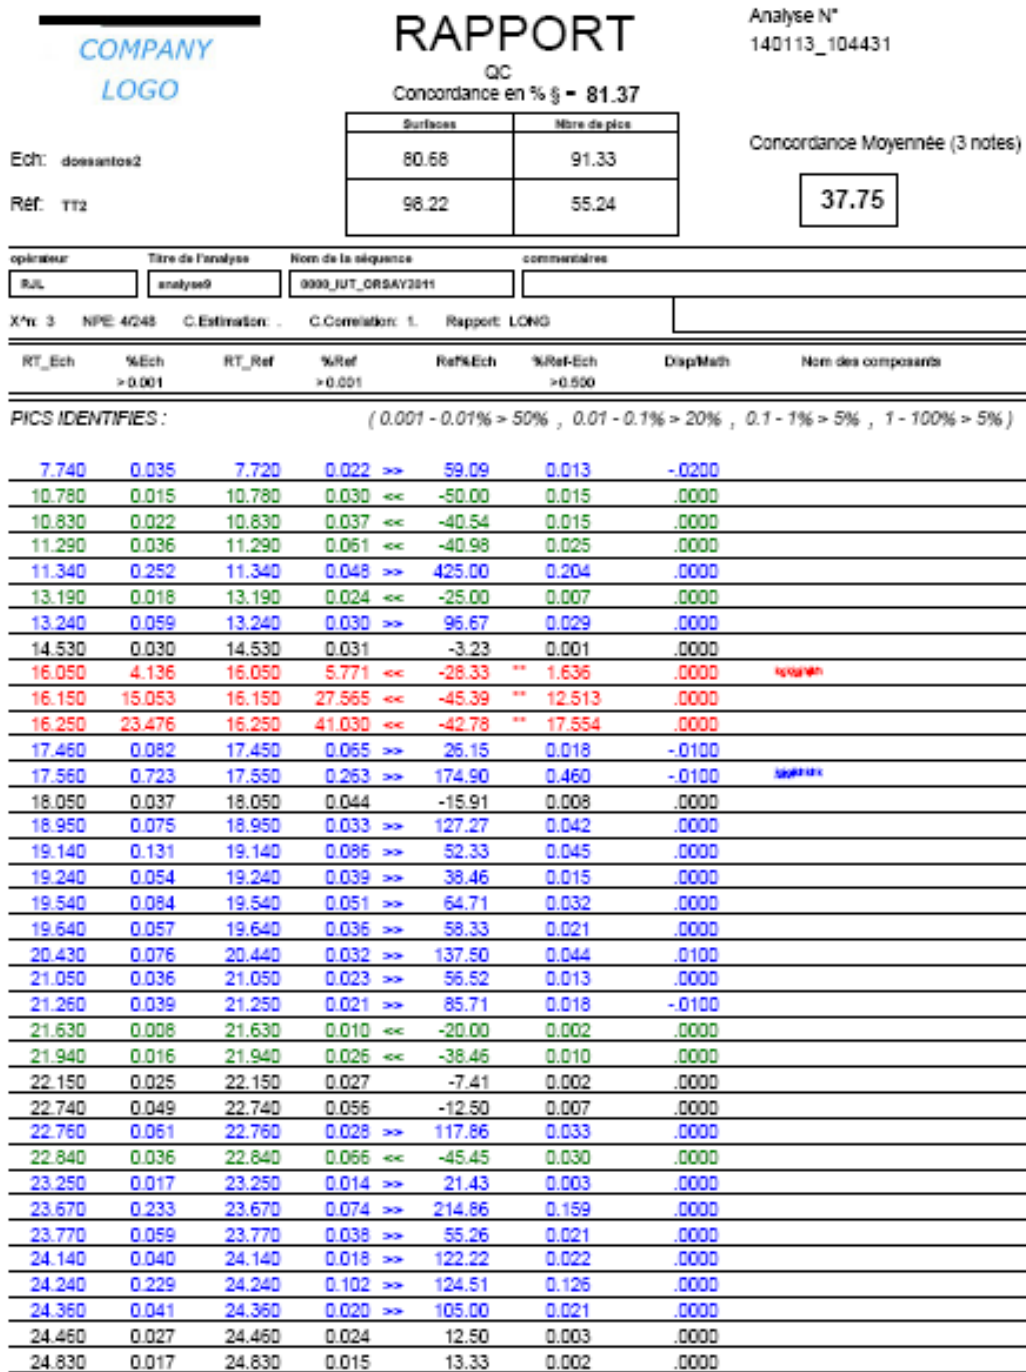 COMPANY
LOGO
RAPPORT
QC
Concordance en % § = 81.37
Analyse N°
140113_104431
Surfaces Nbre de pics
Ech: dossantos2 80.68 91.33
Réf: TT2 98.22 55.24
Concordance Moyennée (3 notes)
37.75
opérateur Titre de l'analyse Nom de la séquence commentaires
RJL analyse9 0000_IUT_ORSAY2011
X^n: 3 NPE: 4/248 C.Estimation: . C.Correlation: 1. Rapport: LONG
RT_Ech %Ech RT_Ref %Ref Ref%Ech %Ref-Ech Disp/Math Nom des composants
>0.001 >0.001 >0.500
PICS IDENTIFIES : ( 0.001 - 0.01% > 50% , 0.01 - 0.1% > 20% , 0.1 - 1% > 5% , 1 - 100% > 5% )
7.740 0.035 7.720 0.022 >> 59.09 0.013 -.0200
10.780 0.015 10.780 0.030 << -50.00 0.015 .0000
10.830 0.022 10.830 0.037 << -40.54 0.015 .0000
11.290 0.036 11.290 0.061 << -40.98 0.025 .0000
11.340 0.252 11.340 0.048 >> 425.00 0.204 .0000
13.190 0.018 13.190 0.024 << -25.00 0.007 .0000
13.240 0.059 13.240 0.030 >> 96.67 0.029 .0000
14.530 0.030 14.530 0.031 -3.23 0.001 .0000
16.050 4.136 16.050 5.771 << -28.33 ** 1.636 .0000
16.150 15.053 16.150 27.565 << -45.39 ** 12.513 .0000
16.250 23.476 16.250 41.030 << -42.78 ** 17.554 .0000
17.460 0.082 17.450 0.065 >> 26.15 0.018 -.0100
17.560 0.723 17.550 0.263 >> 174.90 0.460 -.0100
18.050 0.037 18.050 0.044 -15.91 0.008 .0000
18.950 0.075 18.950 0.033 >> 127.27 0.042 .0000
19.140 0.131 19.140 0.086 >> 52.33 0.045 .0000
19.240 0.054 19.240 0.039 >> 38.46 0.015 .0000
19.540 0.084 19.540 0.051 >> 64.71 0.032 .0000
19.640 0.057 19.640 0.036 >> 58.33 0.021 .0000
20.430 0.076 20.440 0.032 >> 137.50 0.044 .0100
21.050 0.036 21.050 0.023 >> 56.52 0.013 .0000
21.260 0.039 21.250 0.021 >> 85.71 0.018 -.0100
21.630 0.008 21.630 0.010 << -20.00 0.002 .0000
21.940 0.016 21.940 0.026 << -38.46 0.010 .0000
22.150 0.025 22.150 0.027 -7.41 0.002 .0000
22.740 0.049 22.740 0.056 -12.50 0.007 .0000
22.760 0.061 22.760 0.028 >> 117.86 0.033 .0000
22.840 0.036 22.840 0.066 << -45.45 0.030 .0000
23.250 0.017 23.250 0.014 >> 21.43 0.003 .0000
23.670 0.233 23.670 0.074 >> 214.86 0.159 .0000
23.770 0.059 23.770 0.038 >> 55.26 0.021 .0000
24.140 0.040 24.140 0.018 >> 122.22 0.022 .0000
24.240 0.229 24.240 0.102 >> 124.51 0.126 .0000
24.360 0.041 24.360 0.020 >> 105.00 0.021 .0000
24.460 0.027 24.460 0.024 12.50 0.003 .0000
24.830 0.017 24.830 0.015 13.33 0.002 .0000